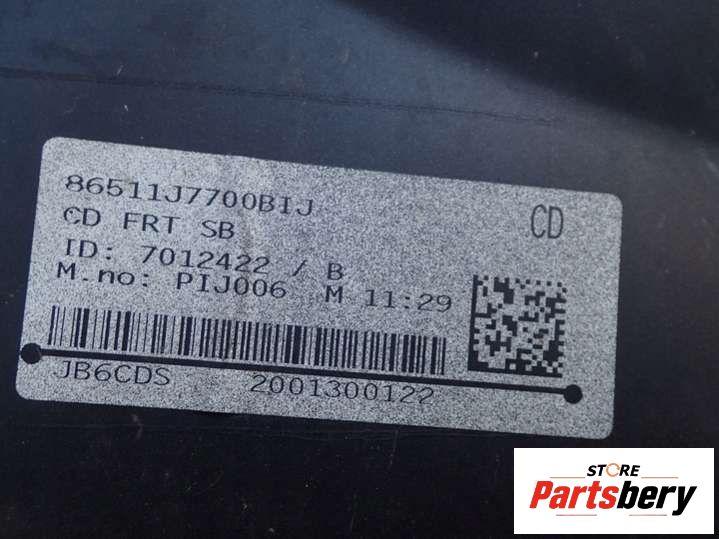 86511J7700BIJ
CD
CD FRT SB
ID: 7012422 / B
M.no: PIJ006 M 11:29
JB6CDS 2001300122
STORE
Partsbery